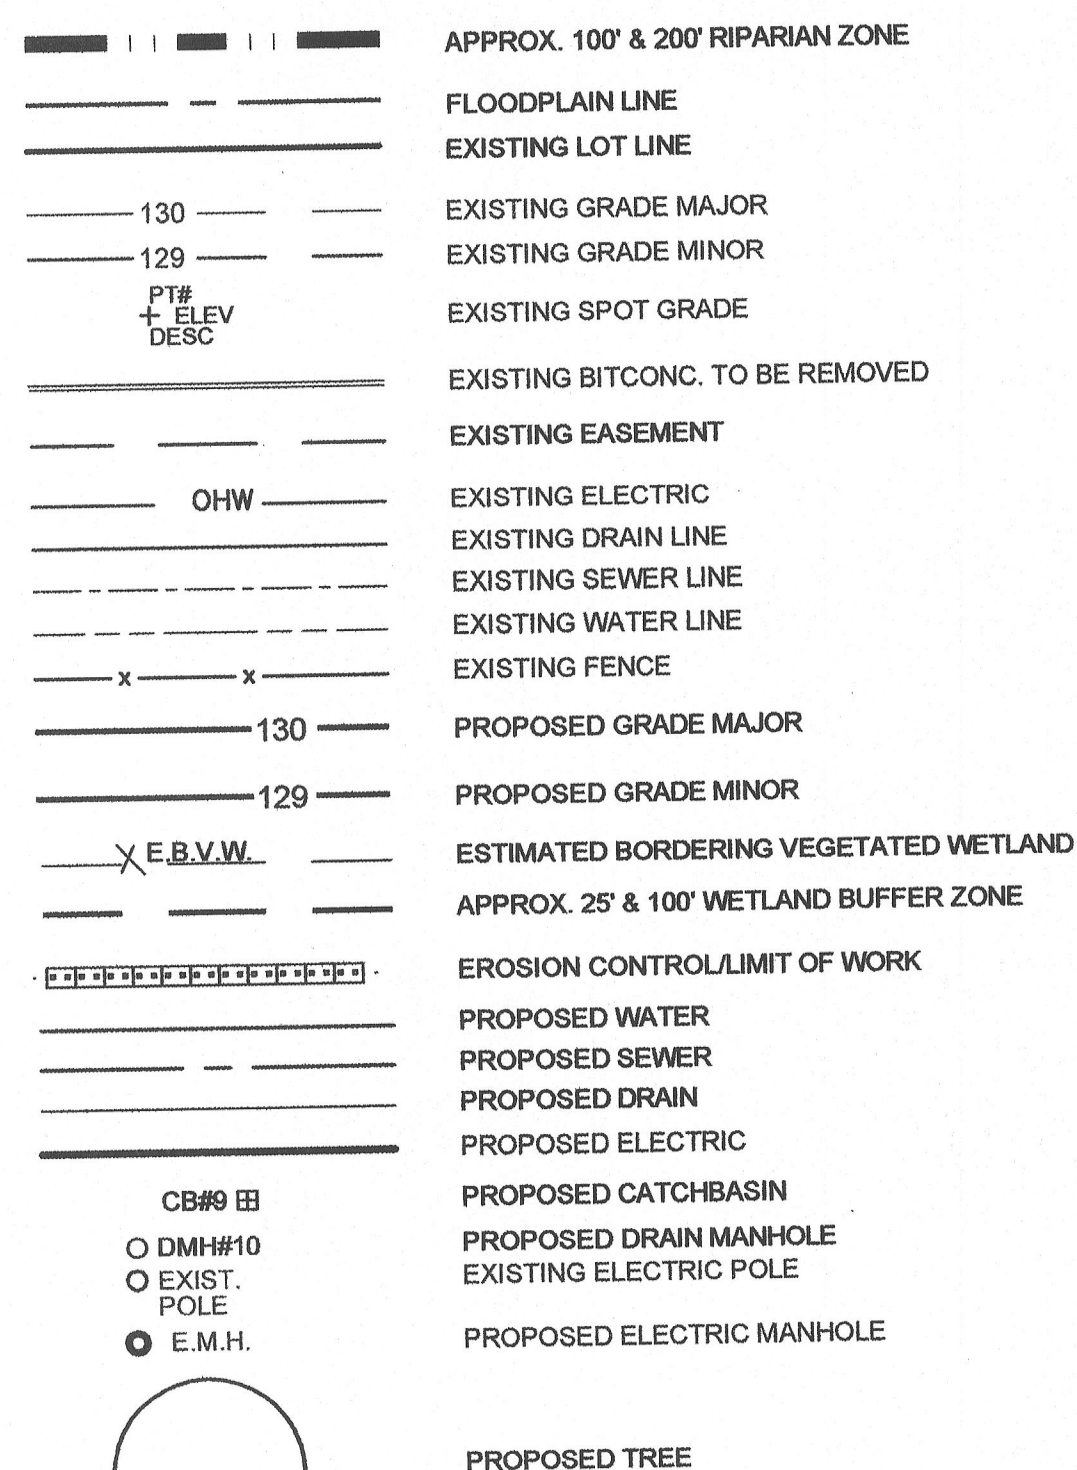 APPROX. 100' & 200' RIPARIAN ZONE
FLOODPLAIN LINE
EXISTING LOT LINE
130 EXISTING GRADE MAJOR
129 EXISTING GRADE MINOR
PT#
+ ELEV EXISTING SPOT GRADE
DESC
EXISTING BITCONC. TO BE REMOVED
EXISTING EASEMENT
OHW EXISTING ELECTRIC
EXISTING DRAIN LINE
EXISTING SEWER LINE
EXISTING WATER LINE
x x EXISTING FENCE
130 PROPOSED GRADE MAJOR
129 PROPOSED GRADE MINOR
E.B.V.W. ESTIMATED BORDERING VEGETATED WETLAND
APPROX. 25' & 100' WETLAND BUFFER ZONE
EROSION CONTROL/LIMIT OF WORK
PROPOSED WATER
PROPOSED SEWER
PROPOSED DRAIN
PROPOSED ELECTRIC
CB#9 PROPOSED CATCHBASIN
DMH#10 PROPOSED DRAIN MANHOLE
EXIST. EXISTING ELECTRIC POLE
POLE
E.M.H. PROPOSED ELECTRIC MANHOLE
PROPOSED TREE